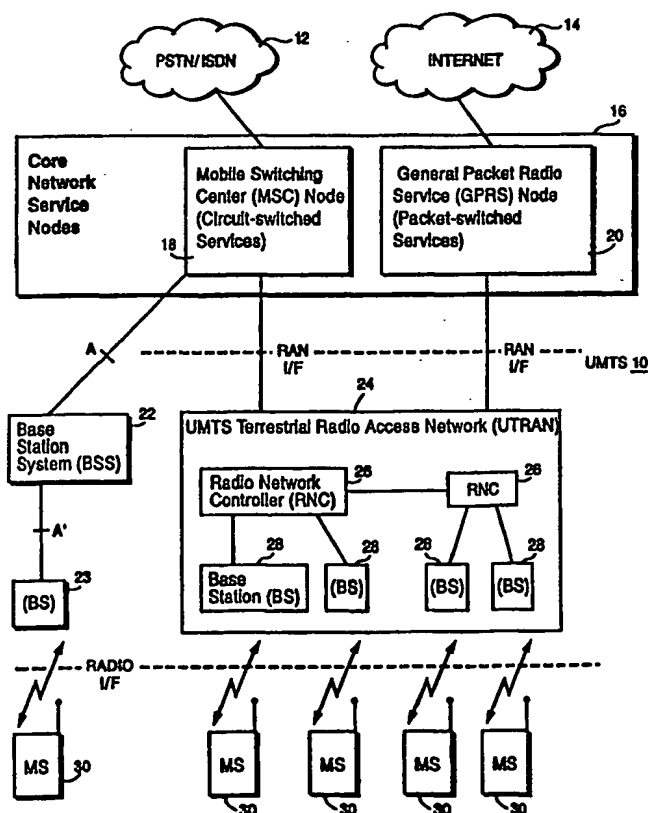 12
PSTN/ISDN
14
INTERNET
16
Core
Network
Service
Nodes
Mobile Switching
Center (MSC) Node
(Circuit-switched
Services)
18
General Packet Radio
Service (GPRS) Node
(Packet-switched
Services)
20
A
RAN
I/F
RAN
I/F
UMTS 10
22
Base
Station
System (BSS)
24
UMTS Terrestrial Radio Access Network (UTRAN)
26
Radio Network
Controller (RNC)
26
RNC
A'
23
(BS)
28
Base
Station (BS)
28
(BS)
28
(BS)
28
(BS)
RADIO
I/F
MS
30
MS
30
MS
30
MS
30
MS
30